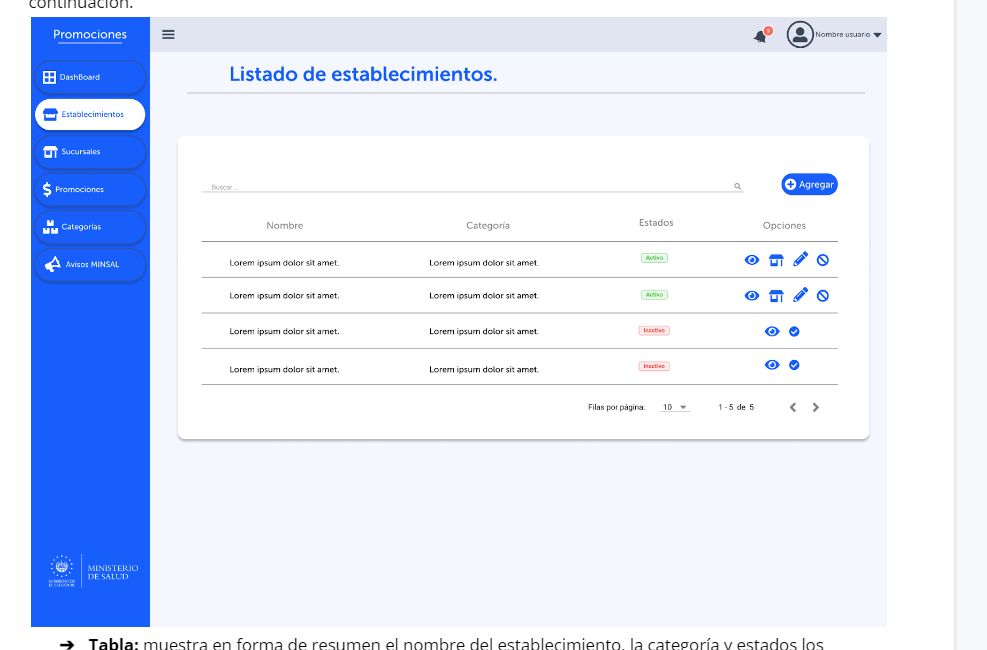 continuación.
Promociones
Nombre usuario
DashBoard
Establecimientos
Sucursales
Promociones
Categorías
Avisos MINSAL
Listado de establecimientos.
Buscar ...
Agregar
Nombre Categoría Estados Opciones
Lorem ipsum dolor sit amet. Lorem ipsum dolor sit amet. Activo
Lorem ipsum dolor sit amet. Lorem ipsum dolor sit amet. Activo
Lorem ipsum dolor sit amet. Lorem ipsum dolor sit amet. Inactivo
Lorem ipsum dolor sit amet. Lorem ipsum dolor sit amet. Inactivo
Filas por página: 10 1 - 5 de 5
MINISTERIO
DE SALUD
GOBIERNO DE
EL SALVADOR
➔ Tabla: muestra en forma de resumen el nombre del establecimiento, la categoría y estados los